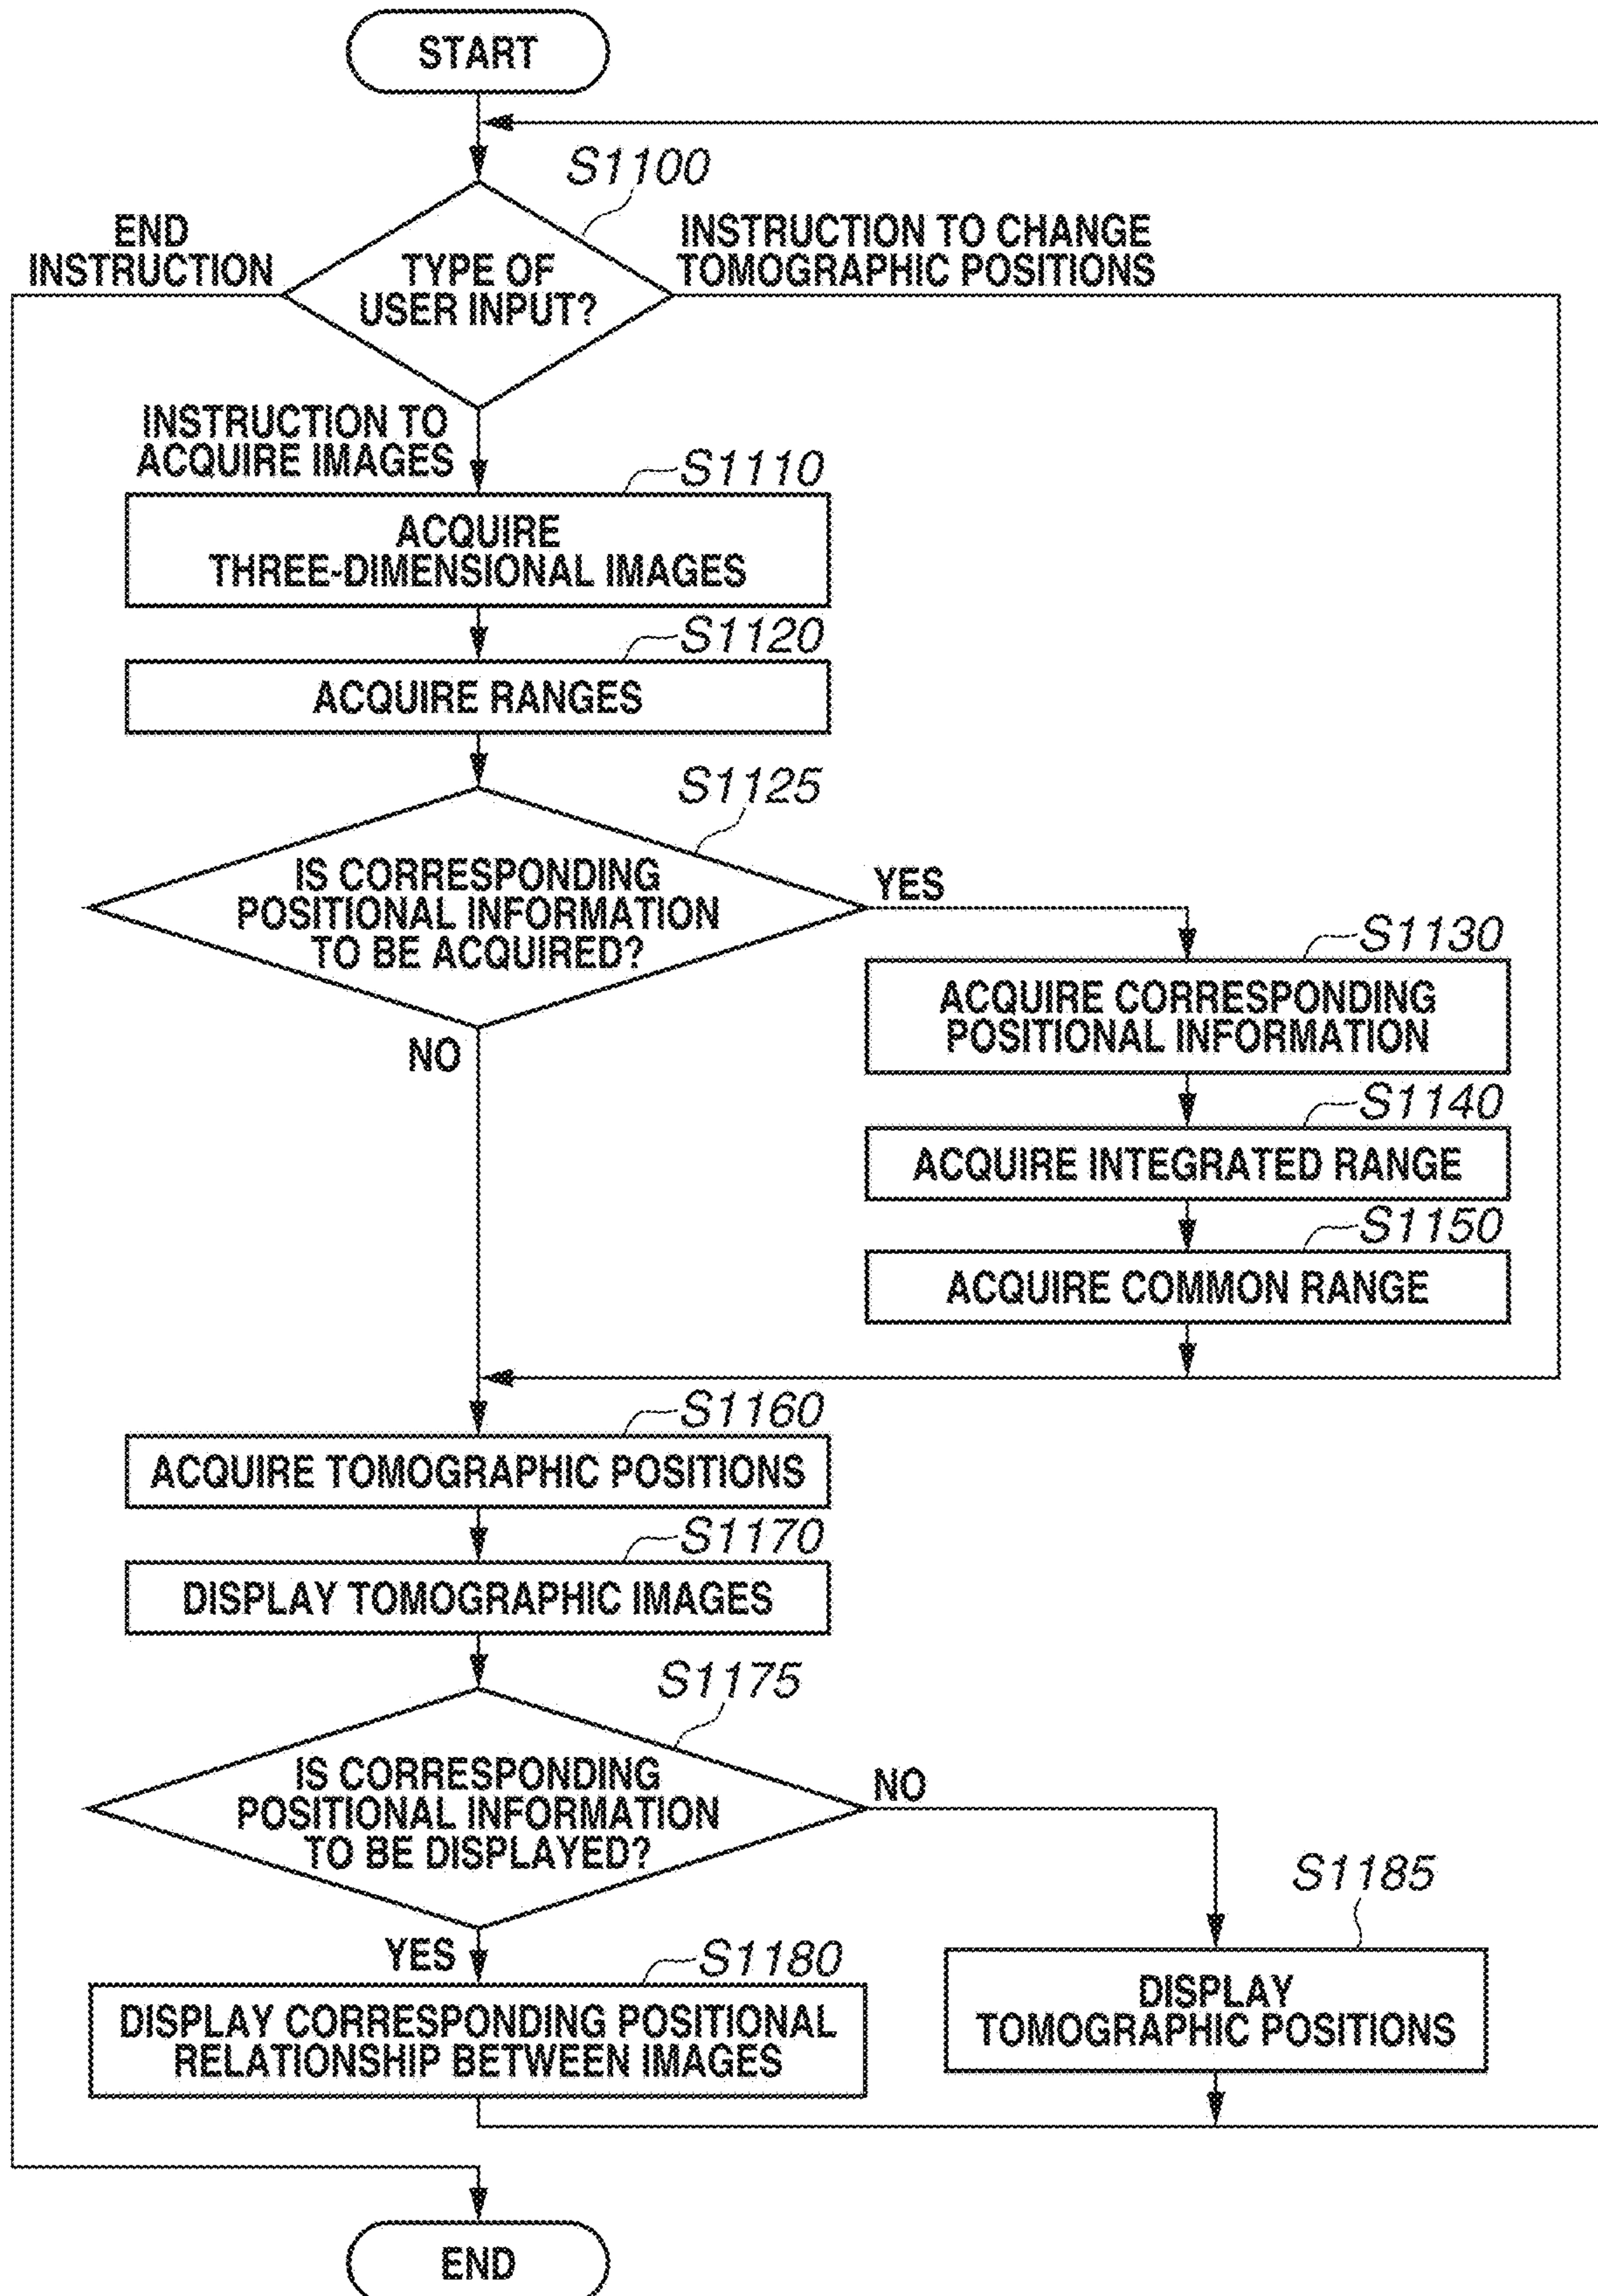 START
S1100
END
INSTRUCTION
TYPE OF
USER INPUT?
INSTRUCTION TO CHANGE
TOMOGRAPHIC POSITIONS
INSTRUCTION TO
ACQUIRE IMAGES
S1110
ACQUIRE
THREE-DIMENSIONAL IMAGES
S1120
ACQUIRE RANGES
S1125
IS CORRESPONDING
POSITIONAL INFORMATION
TO BE ACQUIRED?
YES
NO
S1130
ACQUIRE CORRESPONDING
POSITIONAL INFORMATION
S1140
ACQUIRE INTEGRATED RANGE
S1150
ACQUIRE COMMON RANGE
S1160
ACQUIRE TOMOGRAPHIC POSITIONS
S1170
DISPLAY TOMOGRAPHIC IMAGES
S1175
IS CORRESPONDING
POSITIONAL INFORMATION
TO BE DISPLAYED?
NO
YES
S1180
DISPLAY CORRESPONDING POSITIONAL
RELATIONSHIP BETWEEN IMAGES
S1185
DISPLAY
TOMOGRAPHIC POSITIONS
END